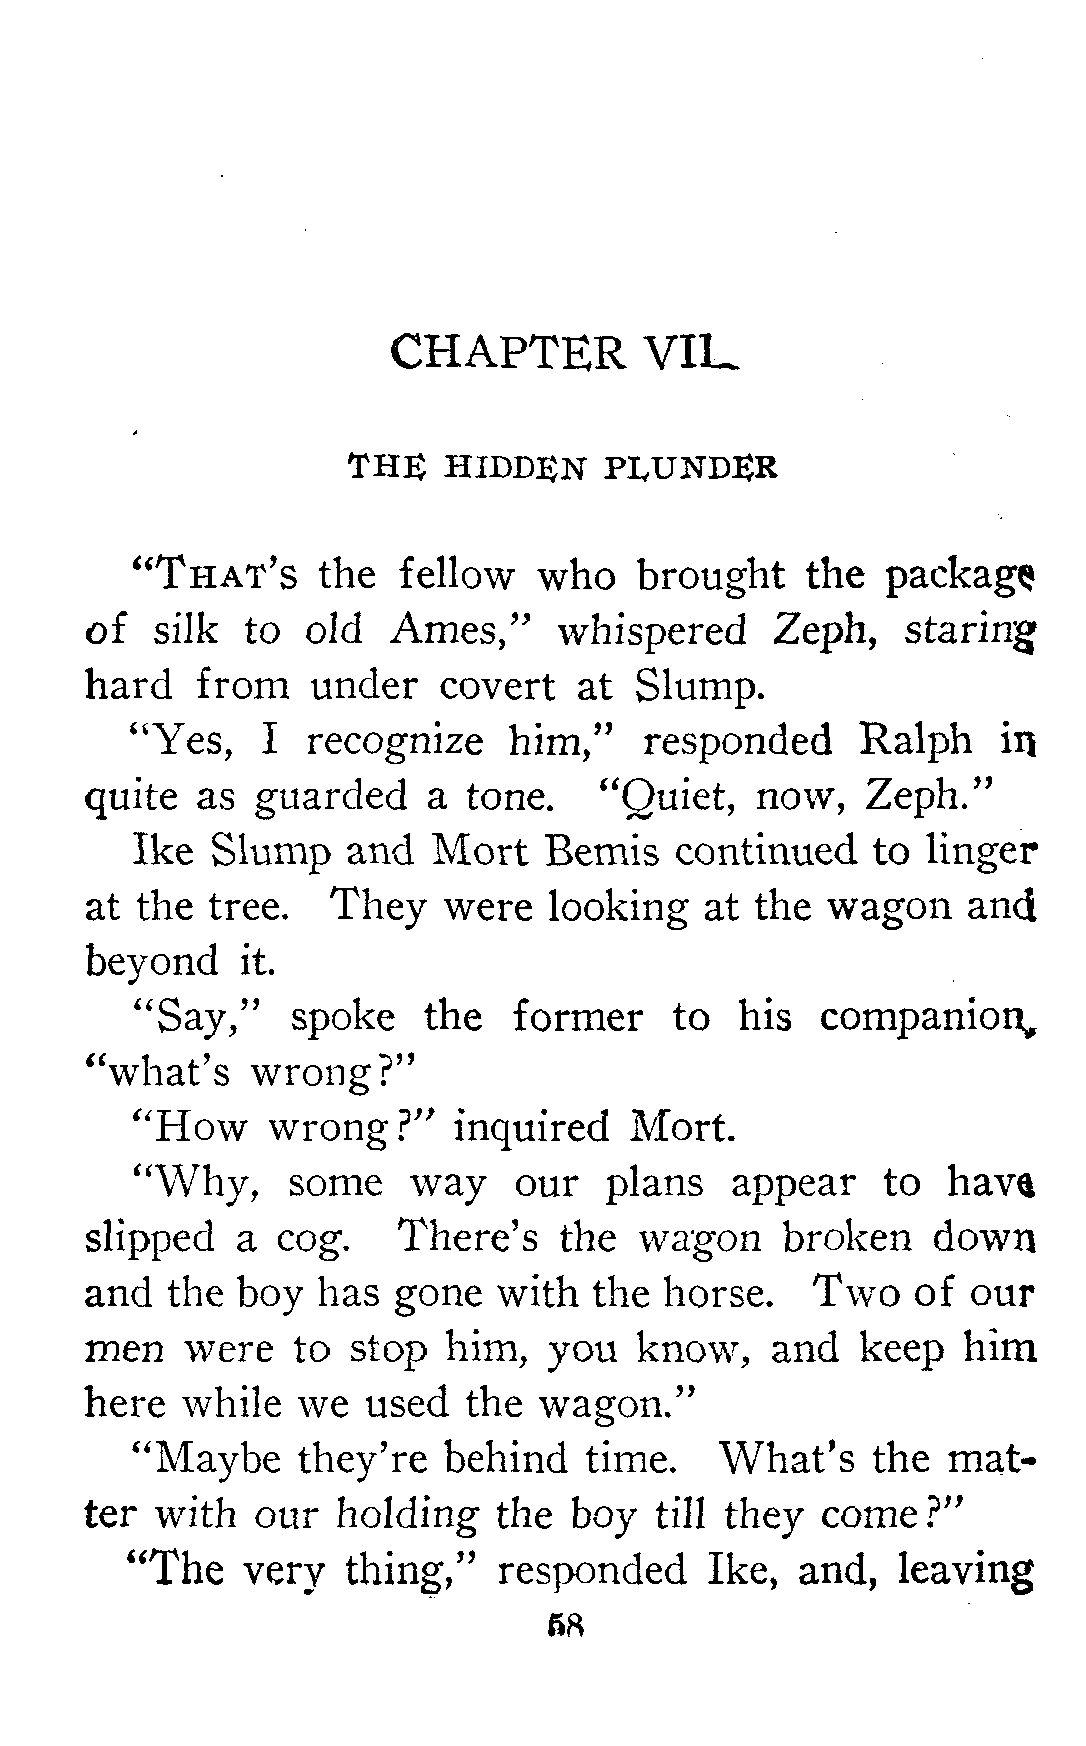 CHAPTER VII.
THE HIDDEN PLUNDER
"THAT's the fellow who brought the package
of silk to old Ames," whispered Zeph, staring
hard from under covert at Slump.
"Yes, I recognize him," responded Ralph in
quite as guarded a tone. "Quiet, now, Zeph."
Ike Slump and Mort Bemis continued to linger
at the tree. They were looking at the wagon and
beyond it.
"Say," spoke the former to his companion,
"what's wrong?"
"How wrong?" inquired Mort.
"Why, some way our plans appear to have
slipped a cog. There's the wagon broken down
and the boy has gone with the horse. Two of our
men were to stop him, you know, and keep him
here while we used the wagon."
"Maybe they're behind time. What's the mat-
ter with our holding the boy till they come?"
"The very thing," responded Ike, and, leaving
58